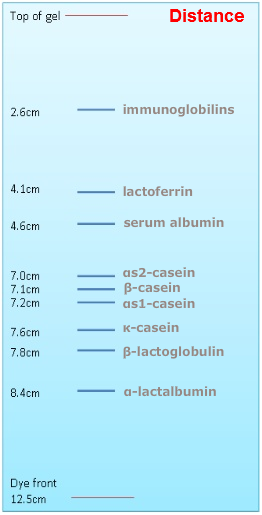 Top of gel Distance
2.6cm immunoglobilins
4.1cm lactoferrin
4.6cm serum albumin
7.0cm αs2-casein
7.1cm β-casein
7.2cm αs1-casein
7.6cm κ-casein
7.8cm β-lactoglobulin
8.4cm α-lactalbumin
Dye front
12.5cm